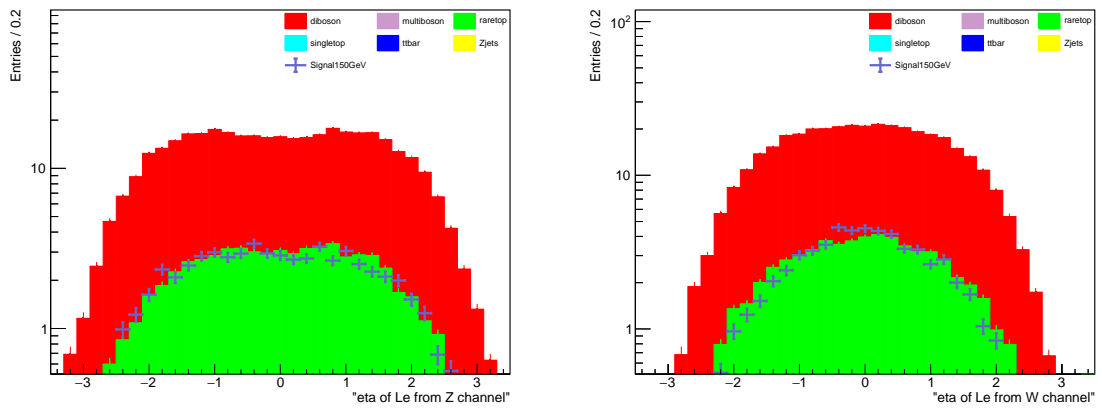 Entries / 0.2
diboson multiboson raretop
singletop ttbar Zjets
Signal150GeV
10
1
−3 −2 −1 0 1 2 3
"eta of Le from Z channel"
Entries / 0.2
10²
diboson multiboson raretop
singletop ttbar Zjets
Signal150GeV
10
1
−3 −2 −1 0 1 2 3
"eta of Le from W channel"